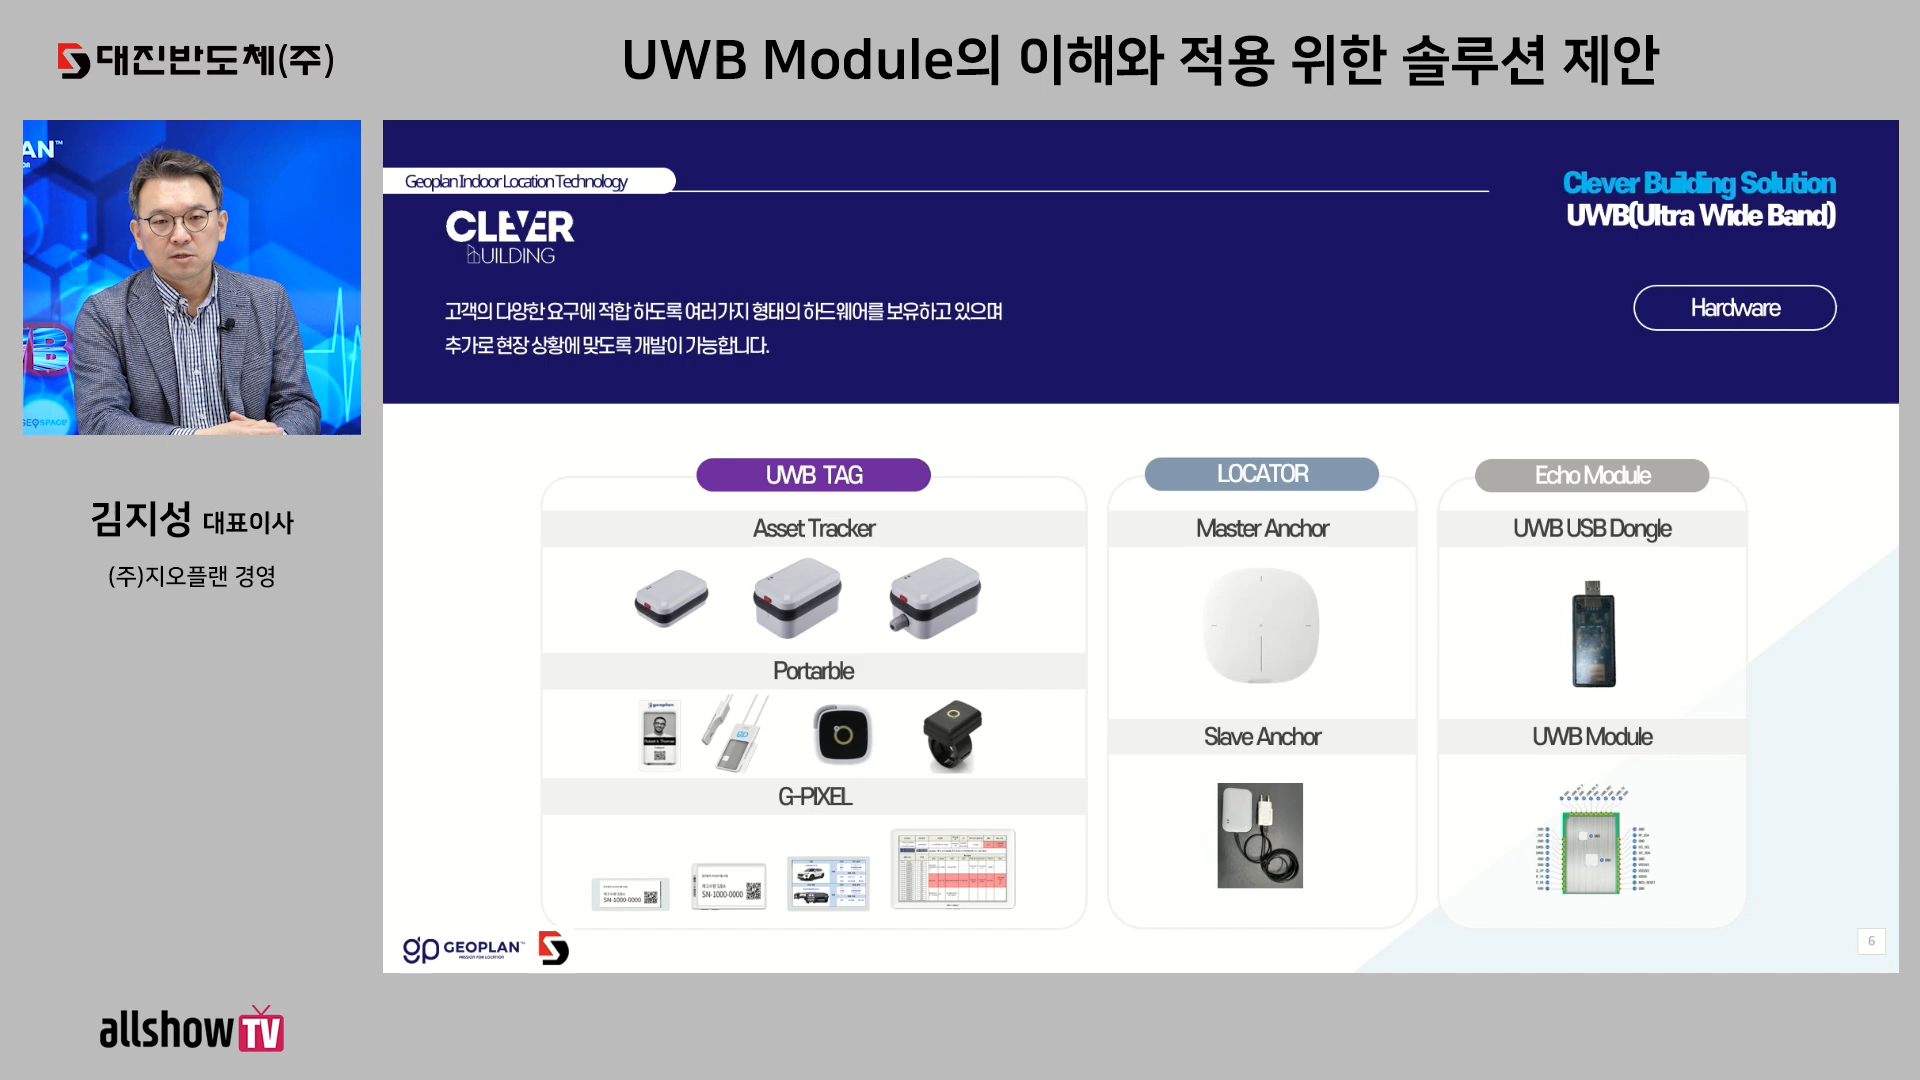 대진반도체(주)
UWB Module의 이해와 적용 위한 솔루션 제안
AN™
김지성 대표이사
(주)지오플랜 경영
allshow TV
Geoplan Indoor Location Technology
CLEVER
BUILDING
Clever Building Solution
UWB(Ultra Wide Band)
Hardware
고객의 다양한 요구에 적합 하도록 여러가지 형태의 하드웨어를 보유하고 있으며
추가로 현장 상황에 맞도록 개발이 가능합니다.
UWB TAG
Asset Tracker
Portarble
geoplan
G-PIXEL
SN-1000-0000
SN-1000-0000
LOCATOR
Master Anchor
Slave Anchor
Echo Module
UWB USB Dongle
UWB Module
gp GEOPLAN™
PASSION FOR LOCATION
6